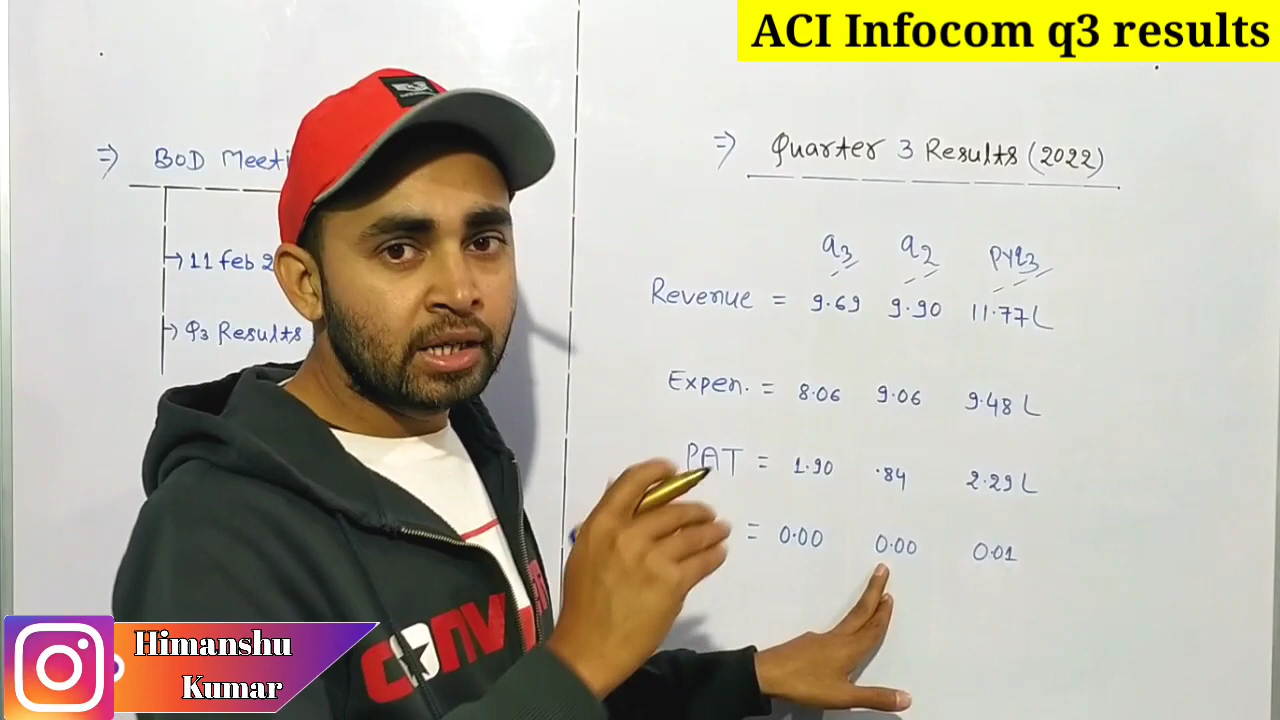 ACI Infocom q3 results
⇒ BOD Meeti
→ 11 feb 2
→ Q3 Results
⇒ Quarter 3 Results (2022)
Q3 Q2 PYQ3
Revenue = 9.69 9.90 11.77 L
Expen. = 8.06 9.06 9.48 L
PAT = 1.90 .84 2.29 L
= 0.00 0.00 0.01
CONV
Himanshu
Kumar